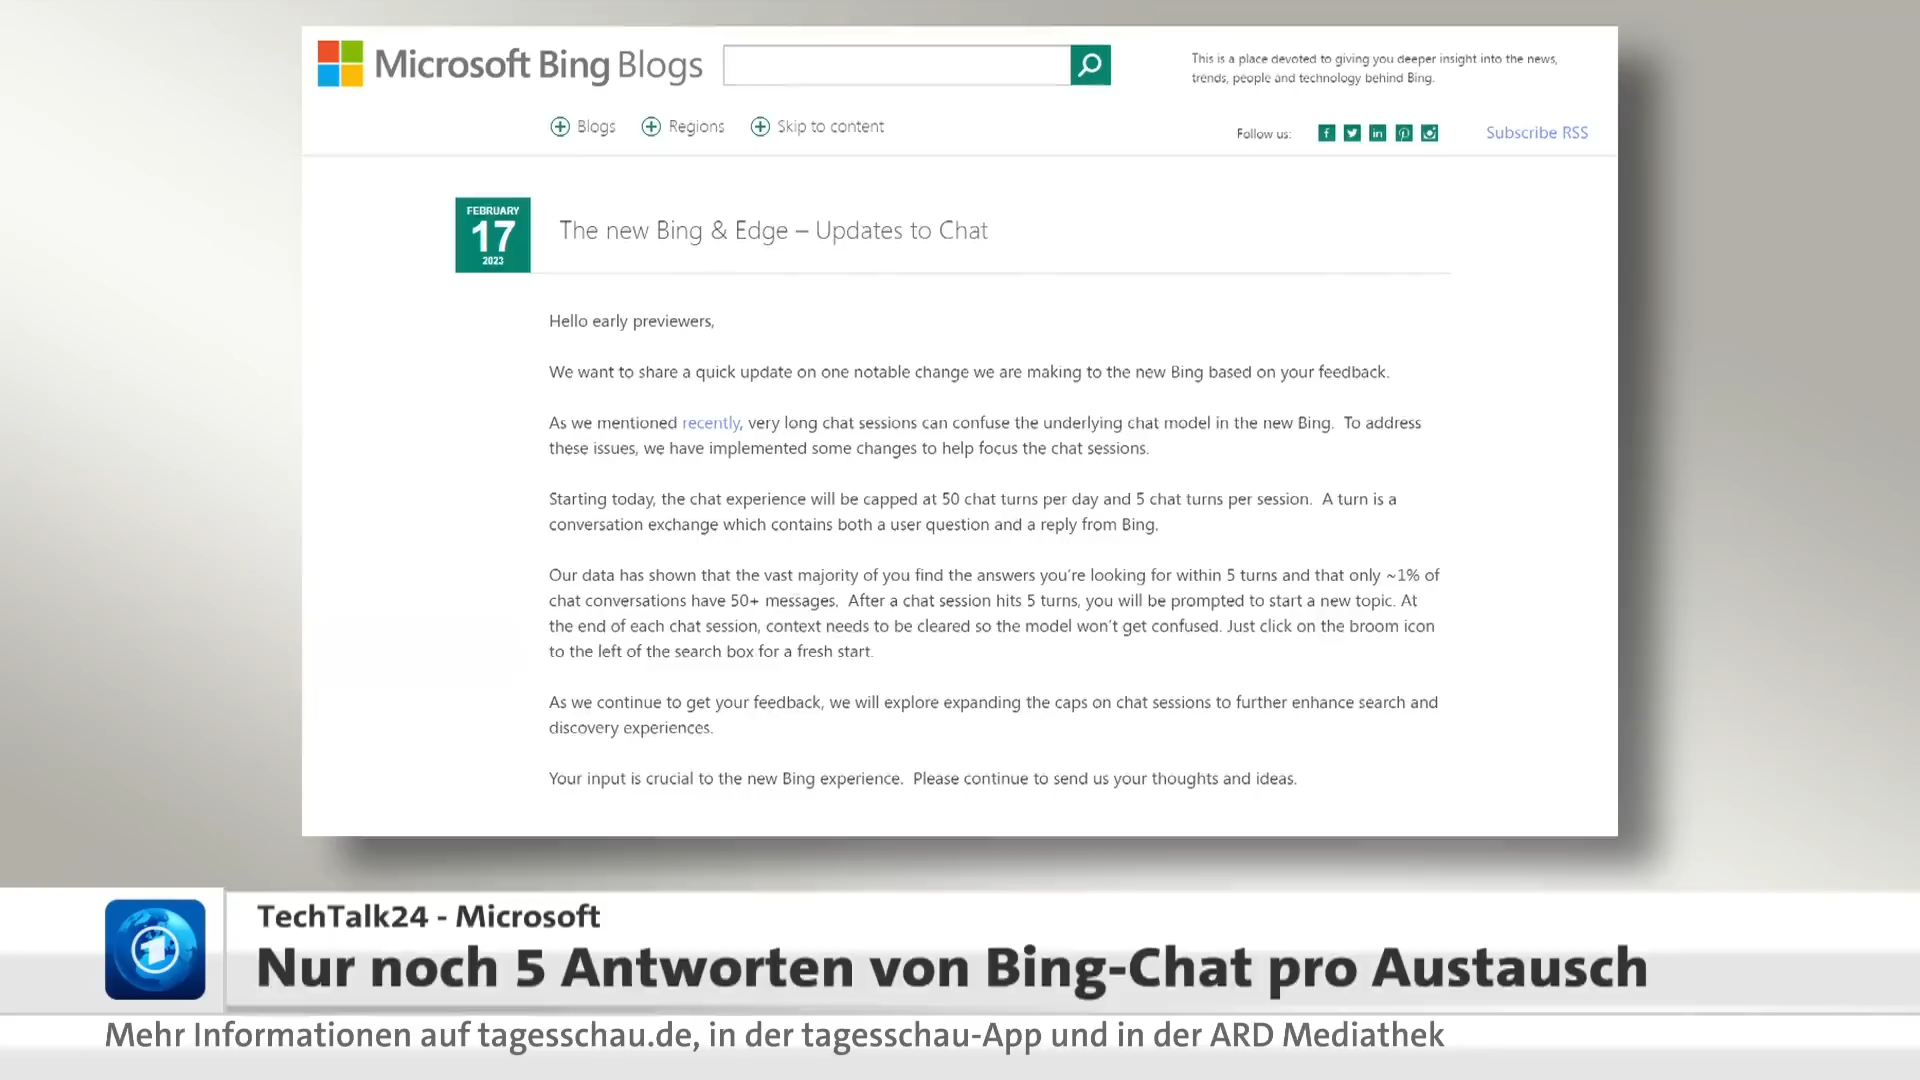 Microsoft Bing Blogs
This is a place devoted to giving you deeper insight into the news,
trends, people and technology behind Bing.
Blogs Regions Skip to content
Follow us: Subscribe RSS
FEBRUARY
17
2023
The new Bing & Edge – Updates to Chat
Hello early previewers,
We want to share a quick update on one notable change we are making to the new Bing based on your feedback.
As we mentioned recently, very long chat sessions can confuse the underlying chat model in the new Bing.  To address
these issues, we have implemented some changes to help focus the chat sessions.
Starting today, the chat experience will be capped at 50 chat turns per day and 5 chat turns per session.  A turn is a
conversation exchange which contains both a user question and a reply from Bing.
Our data has shown that the vast majority of you find the answers you’re looking for within 5 turns and that only ~1% of
chat conversations have 50+ messages.  After a chat session hits 5 turns, you will be prompted to start a new topic. At
the end of each chat session, context needs to be cleared so the model won’t get confused. Just click on the broom icon
to the left of the search box for a fresh start.
As we continue to get your feedback, we will explore expanding the caps on chat sessions to further enhance search and
discovery experiences.
Your input is crucial to the new Bing experience.  Please continue to send us your thoughts and ideas.
TechTalk24 - Microsoft
Nur noch 5 Antworten von Bing-Chat pro Austausch
Mehr Informationen auf tagesschau.de, in der tagesschau-App und in der ARD Mediathek